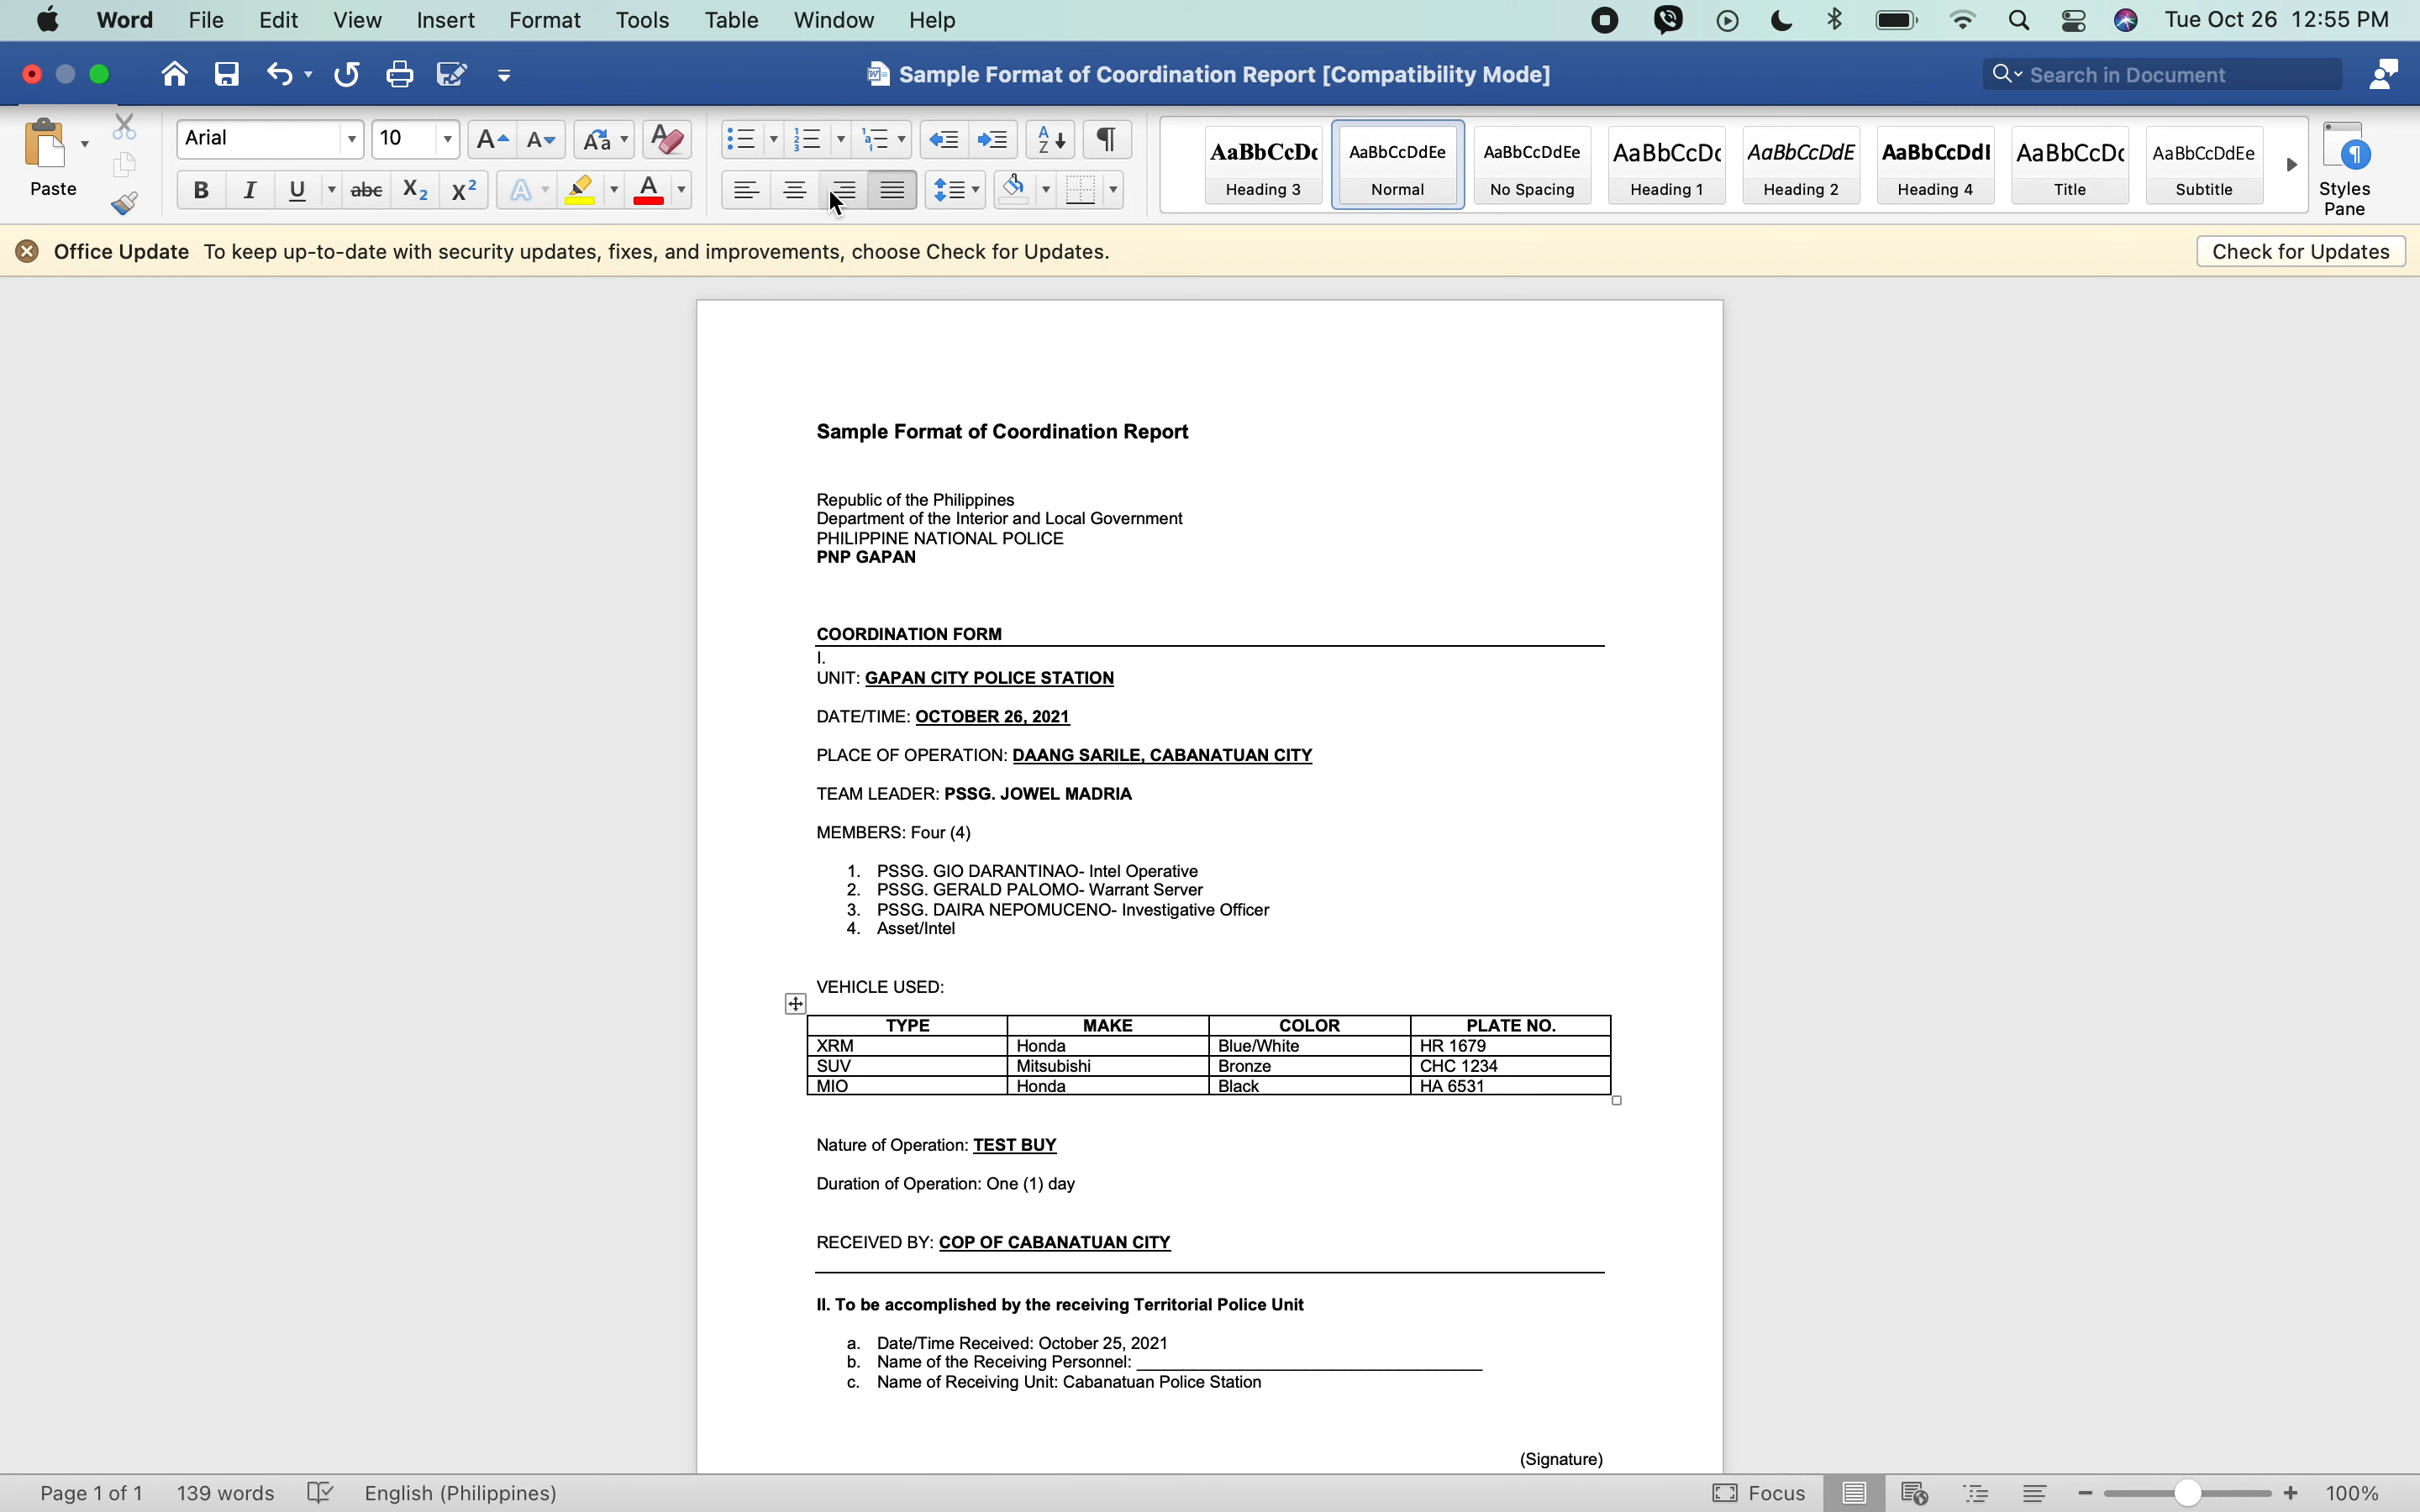 Word File Edit View Insert Format Tools Table Window Help Tue Oct 26 12:55 PM
Sample Format of Coordination Report [Compatibility Mode] Search in Document
Paste Arial 10
AaBbCcDc AaBbCcDdEe AaBbCcDdEe AaBbCcDc AaBbCcDdE AaBbCcDdI AaBbCcDc AaBbCcDdEe
Heading 3 Normal No Spacing Heading 1 Heading 2 Heading 4 Title Subtitle Styles Pane
Office Update To keep up-to-date with security updates, fixes, and improvements, choose Check for Updates. Check for Updates
Sample Format of Coordination Report
Republic of the Philippines
Department of the Interior and Local Government
PHILIPPINE NATIONAL POLICE
PNP GAPAN
COORDINATION FORM
I.
UNIT: GAPAN CITY POLICE STATION
DATE/TIME: OCTOBER 26, 2021
PLACE OF OPERATION: DAANG SARILE, CABANATUAN CITY
TEAM LEADER: PSSG. JOWEL MADRIA
MEMBERS: Four (4)
1. PSSG. GIO DARANTINAO- Intel Operative
2. PSSG. GERALD PALOMO- Warrant Server
3. PSSG. DAIRA NEPOMUCENO- Investigative Officer
4. Asset/Intel
VEHICLE USED:
TYPE MAKE COLOR PLATE NO.
XRM Honda Blue/White HR 1679
SUV Mitsubishi Bronze CHC 1234
MIO Honda Black HA 6531
Nature of Operation: TEST BUY
Duration of Operation: One (1) day
RECEIVED BY: COP OF CABANATUAN CITY
II. To be accomplished by the receiving Territorial Police Unit
a. Date/Time Received: October 25, 2021
b. Name of the Receiving Personnel: ____________________
c. Name of Receiving Unit: Cabanatuan Police Station
(Signature)
Page 1 of 1 139 words English (Philippines) Focus 100%